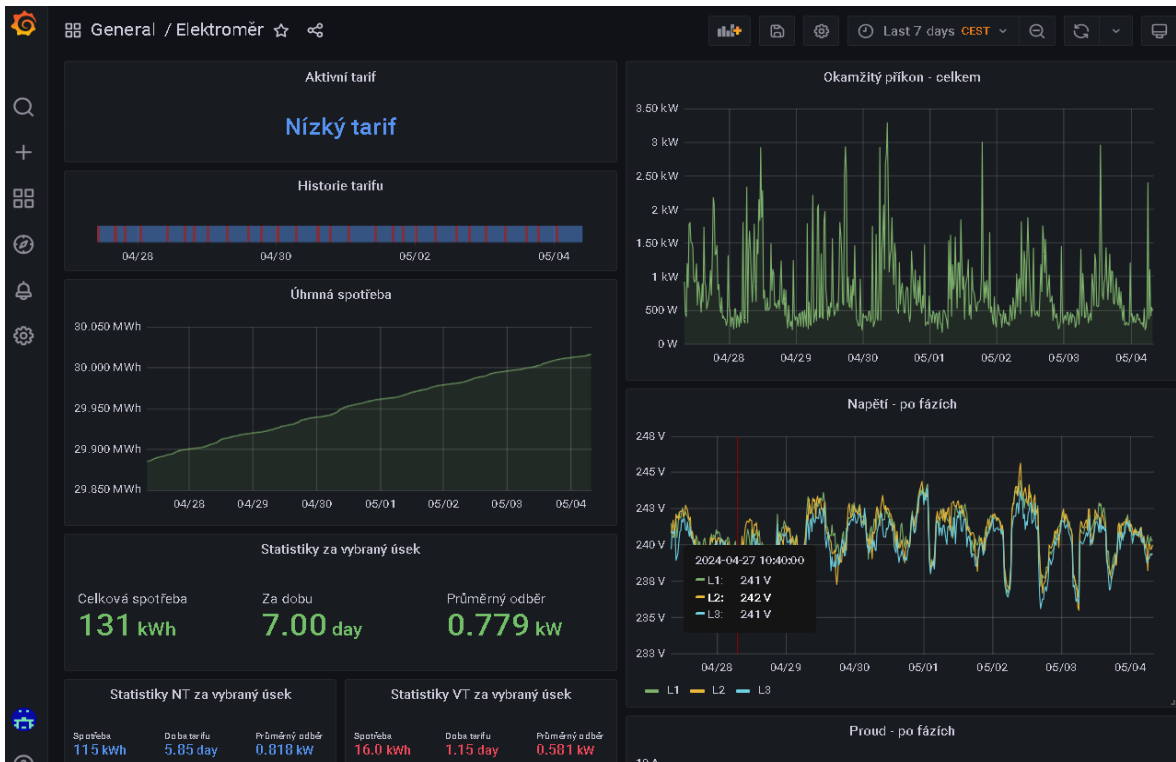 General / Elektroměr
Last 7 days CEST
Aktivní tarif
Nízký tarif
Historie tarifu
04/28 04/30 05/02 05/04
Úhrnná spotřeba
30.050 MWh
30.000 MWh
29.950 MWh
29.900 MWh
29.850 MWh
04/28 04/29 04/30 05/01 05/02 05/03 05/04
Statistiky za vybraný úsek
Celková spotřeba Za dobu Průměrný odběr
131 kWh 7.00 day 0.779 kW
Statistiky NT za vybraný úsek
Spotřeba Doba tarifu Průměrný odběr
115 kWh 5.85 day 0.818 kW
Statistiky VT za vybraný úsek
Spotřeba Doba tarifu Průměrný odběr
16.0 kWh 1.15 day 0.581 kW
Okamžitý příkon - celkem
3.50 kW
3 kW
2.50 kW
2 kW
1.50 kW
1 kW
500 W
0 W
04/28 04/29 04/30 05/01 05/02 05/03 05/04
Napětí - po fázích
248 V
245 V
243 V
240 V
238 V
235 V
233 V
2024-04-27 10:40:00
L1: 241 V
L2: 242 V
L3: 241 V
04/28 04/29 04/30 05/01 05/02 05/03 05/04
L1 L2 L3
Proud - po fázích